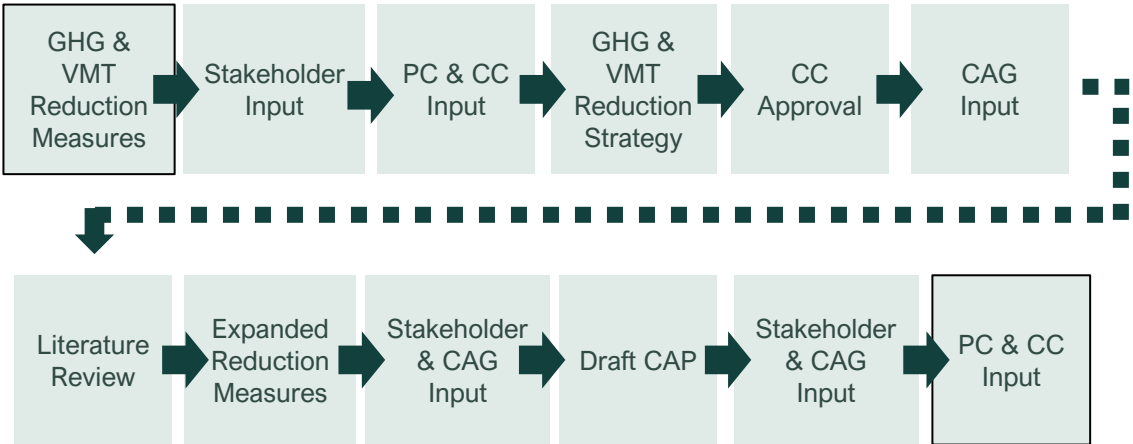 GHG &
VMT
Reduction
Measures
Stakeholder
Input
PC & CC
Input
GHG &
VMT
Reduction
Strategy
CC
Approval
CAG
Input
Literature
Review
Expanded
Reduction
Measures
Stakeholder
& CAG
Input
Draft CAP
Stakeholder
& CAG
Input
PC & CC
Input